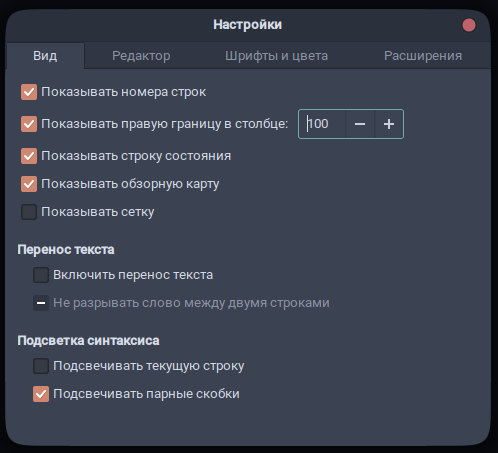 Настройки
Вид Редактор Шрифты и цвета Расширения
Показывать номера строк
Показывать правую границу в столбце: 100
Показывать строку состояния
Показывать обзорную карту
Показывать сетку
Перенос текста
Включить перенос текста
Не разрывать слово между двумя строками
Подсветка синтаксиса
Подсвечивать текущую строку
Подсвечивать парные скобки